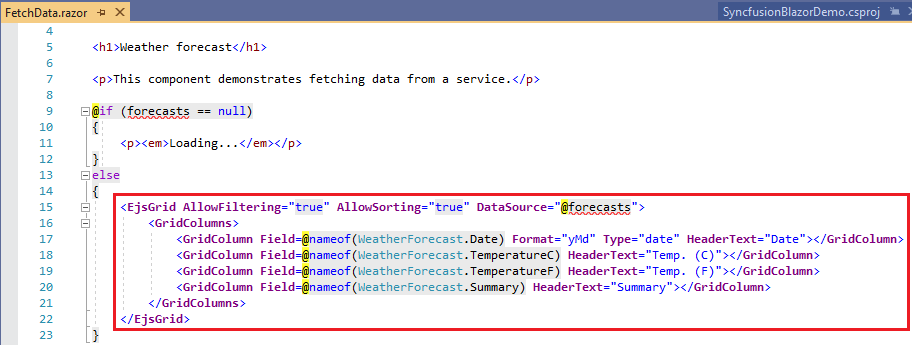 FetchData.razor
SyncfusionBlazorDemo.csproj
4
5 <h1>Weather forecast</h1>
6
7 <p>This component demonstrates fetching data from a service.</p>
8
9 @if (forecasts == null)
10 {
11 <p><em>Loading...</em></p>
12 }
13 else
14 {
15 <EjsGrid AllowFiltering="true" AllowSorting="true" DataSource="@forecasts">
16 <GridColumns>
17 <GridColumn Field=@nameof(WeatherForecast.Date) Format="yMd" Type="date" HeaderText="Date"></GridColumn>
18 <GridColumn Field=@nameof(WeatherForecast.TemperatureC) HeaderText="Temp. (C)"></GridColumn>
19 <GridColumn Field=@nameof(WeatherForecast.TemperatureF) HeaderText="Temp. (F)"></GridColumn>
20 <GridColumn Field=@nameof(WeatherForecast.Summary) HeaderText="Summary"></GridColumn>
21 </GridColumns>
22 </EjsGrid>
23 }